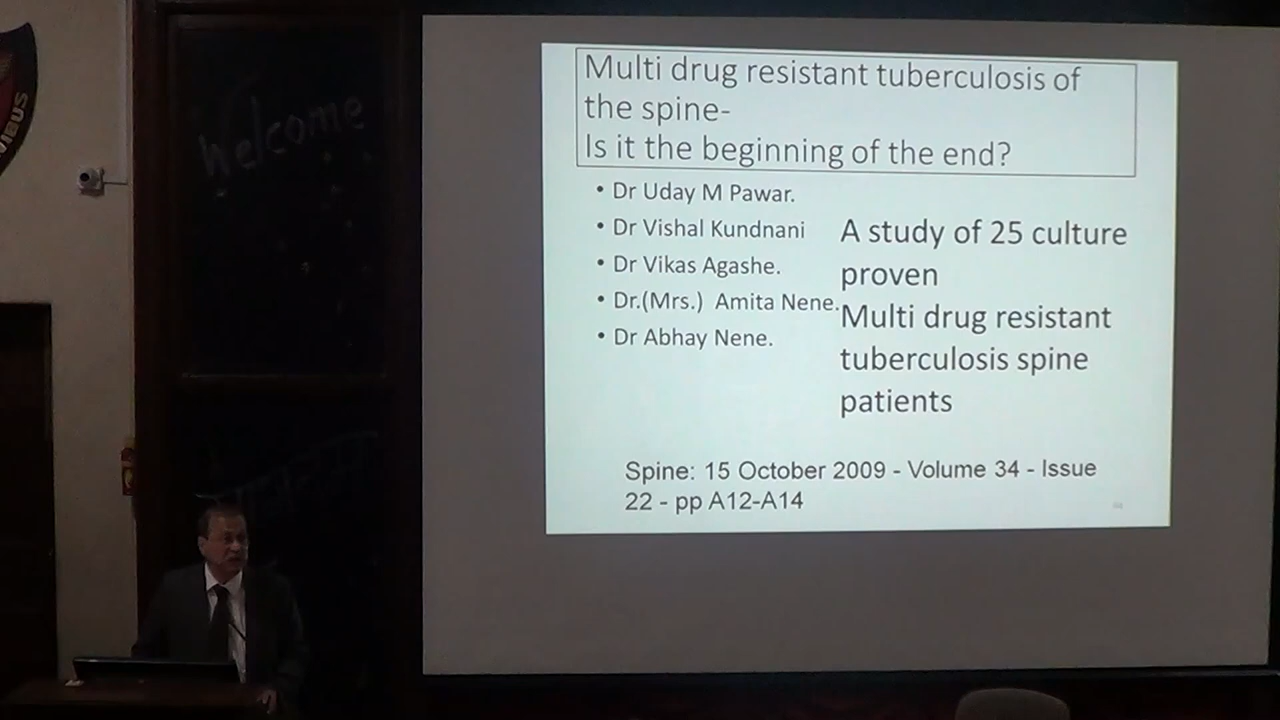 VIBUS
Welcome
Multi drug resistant tuberculosis of
the spine-
Is it the beginning of the end?
• Dr Uday M Pawar.
• Dr Vishal Kundnani
• Dr Vikas Agashe.
• Dr.(Mrs.) Amita Nene.
• Dr Abhay Nene.
A study of 25 culture
proven
Multi drug resistant
tuberculosis spine
patients
Spine: 15 October 2009 - Volume 34 - Issue
22 - pp A12-A14